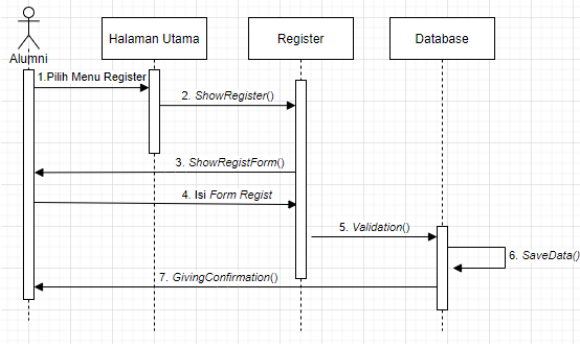 Halaman Utama
Register
Database
Alumni
1.Pilih Menu Register
2. ShowRegister()
3. ShowRegistForm()
4. Isi Form Regist
5. Validation()
6. SaveData()
7. GivingConfirmation()